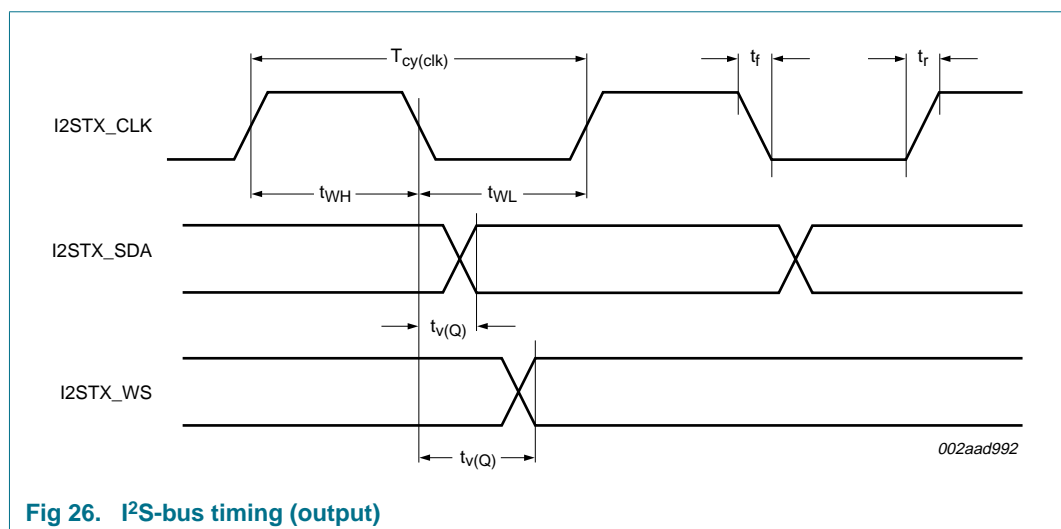 T_cy(clk)
t_f
t_r
I2STX_CLK
t_WH
t_WL
I2STX_SDA
t_v(Q)
I2STX_WS
t_v(Q)
002aad992
Fig 26. I²S-bus timing (output)